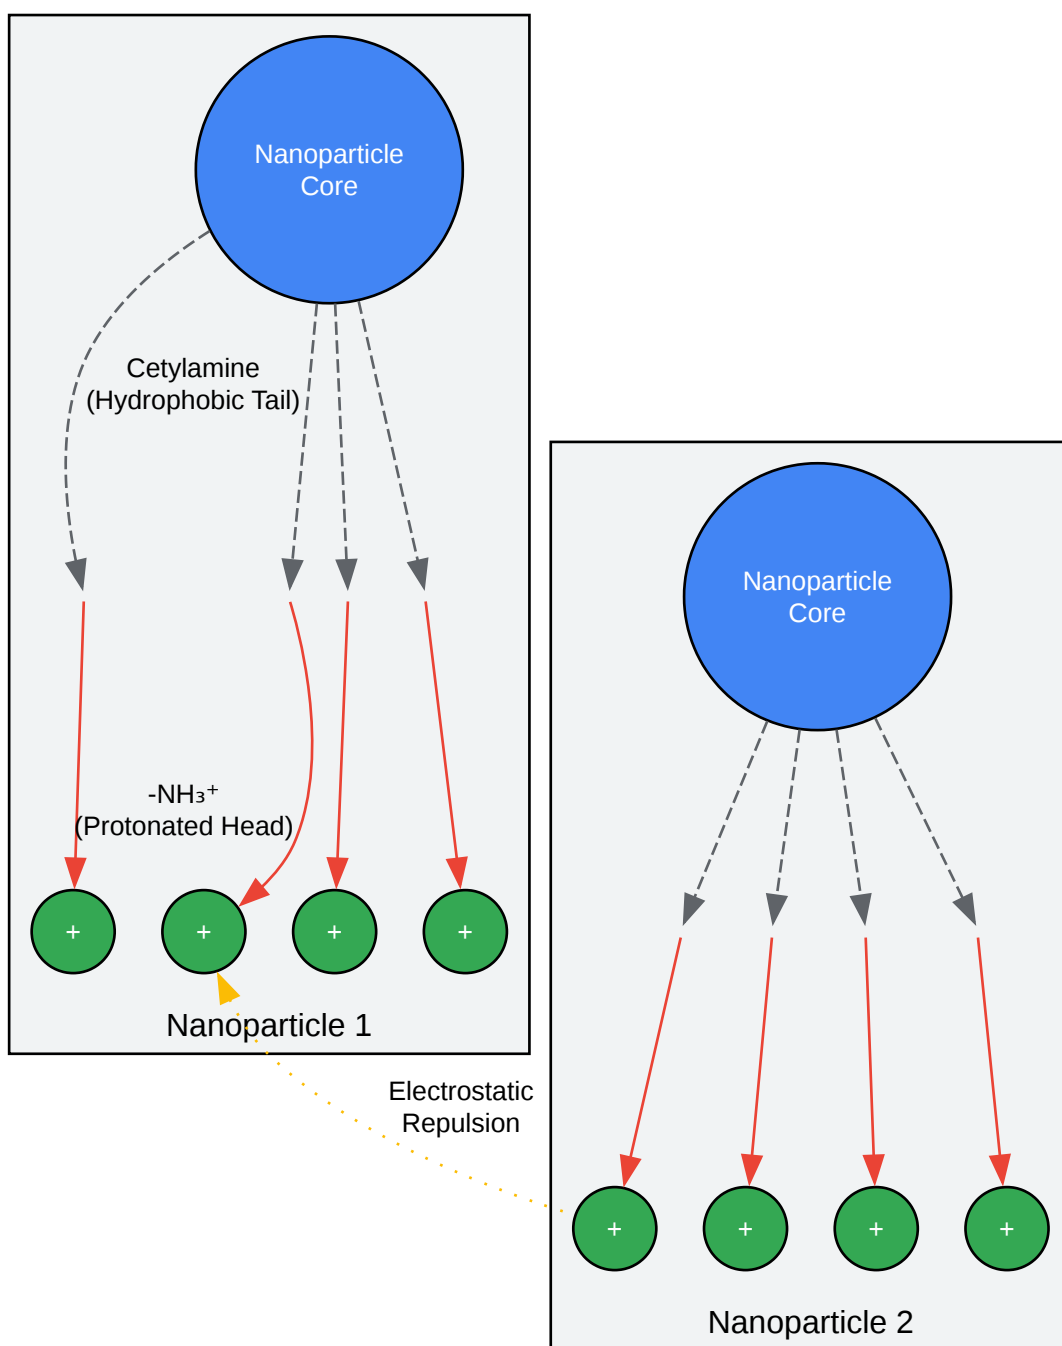 Nanoparticle
Core
Cetylamine
(Hydrophobic Tail)
-NH₃⁺
(Protonated Head)
+
+
+
+
Nanoparticle 1
Electrostatic
Repulsion
Nanoparticle
Core
+
+
+
+
Nanoparticle 2